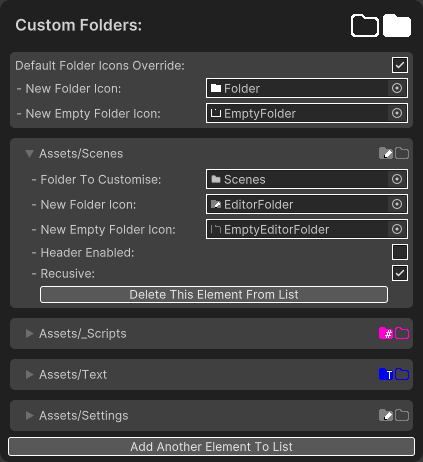 Custom Folders:
Default Folder Icons Override:
- New Folder Icon: Folder
- New Empty Folder Icon: EmptyFolder
Assets/Scenes
- Folder To Customise: Scenes
- New Folder Icon: EditorFolder
- New Empty Folder Icon: EmptyEditorFolder
- Header Enabled:
- Recusive:
Delete This Element From List
Assets/_Scripts #
Assets/Text T
Assets/Settings
Add Another Element To List